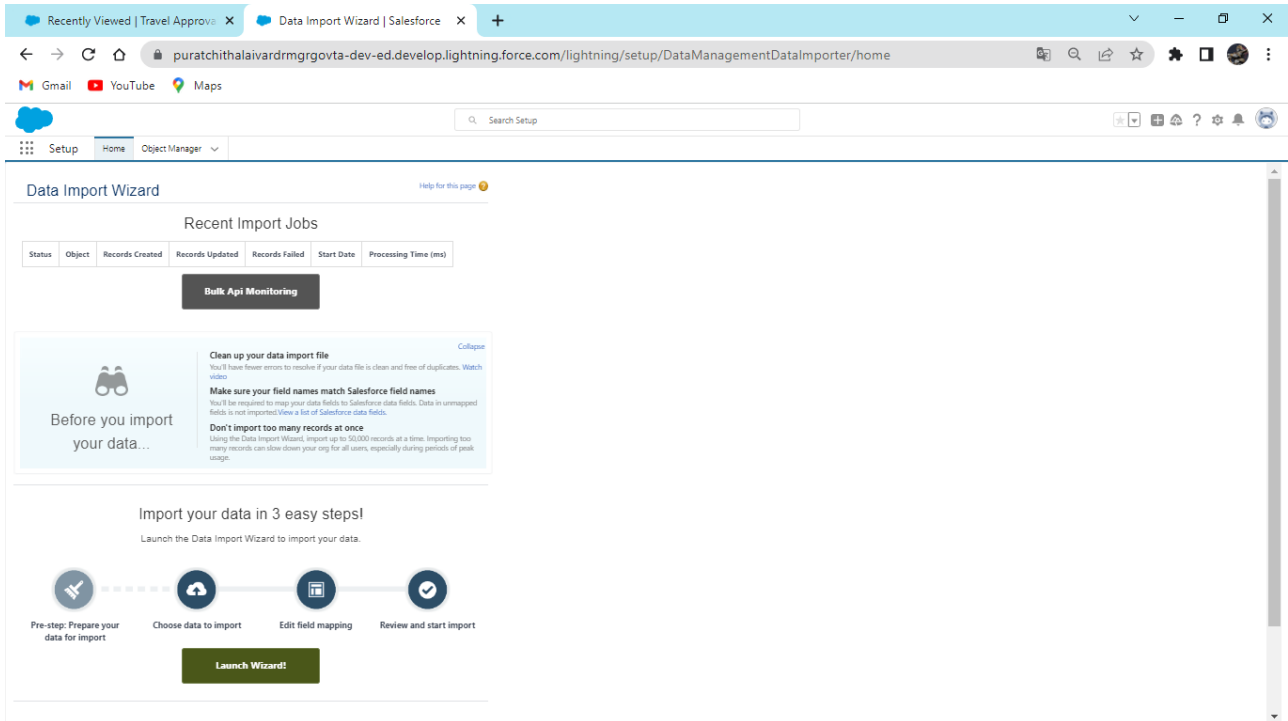 Recently Viewed | Travel Approva
Data Import Wizard | Salesforce
puratchithalaivardrmgrgovta-dev-ed.develop.lightning.force.com/lightning/setup/DataManagementDataImporter/home
Gmail
YouTube
Maps
Search Setup
Setup
Home
Object Manager
Data Import Wizard
Help for this page
Recent Import Jobs
Status Object Records Created Records Updated Records Failed Start Date Processing Time (ms)
Bulk Api Monitoring
Collapse
Before you import
your data...
Clean up your data import file
You'll have fewer errors to resolve if your data file is clean and free of duplicates. Watch
video
Make sure your field names match Salesforce field names
You'll be required to map your data fields to Salesforce data fields. Data in unmapped
fields is not imported.View a list of Salesforce data fields.
Don't import too many records at once
Using the Data Import Wizard, import up to 50,000 records at a time. Importing too
many records can slow down your org for all users, especially during periods of peak
usage.
Import your data in 3 easy steps!
Launch the Data Import Wizard to import your data.
Pre-step: Prepare your
data for import
Choose data to import
Edit field mapping
Review and start import
Launch Wizard!